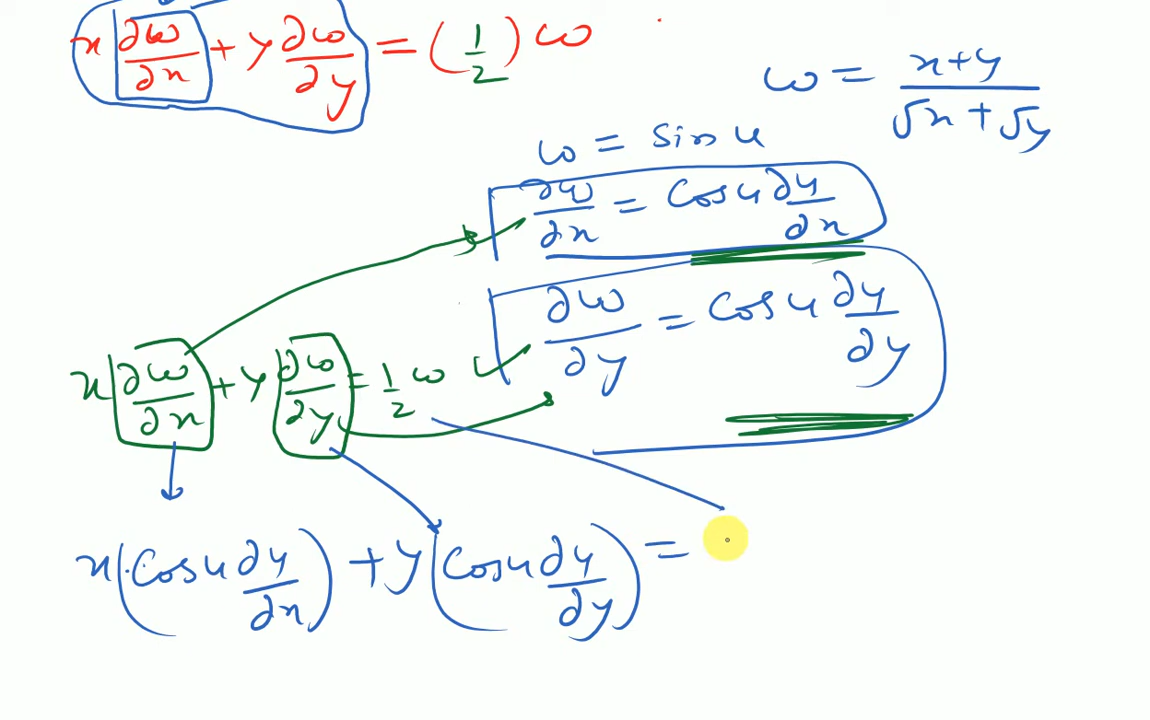 x ∂ω/∂x + y ∂ω/∂y = (1/2) ω
ω = x+y / √x + √y
ω = sin u
∂ω/∂x = cos u ∂u/∂x
∂ω/∂y = cos u ∂u/∂y
x ∂ω/∂x + y ∂ω/∂y = 1/2 ω
x (cos u ∂u/∂x) + y (cos u ∂u/∂y) =